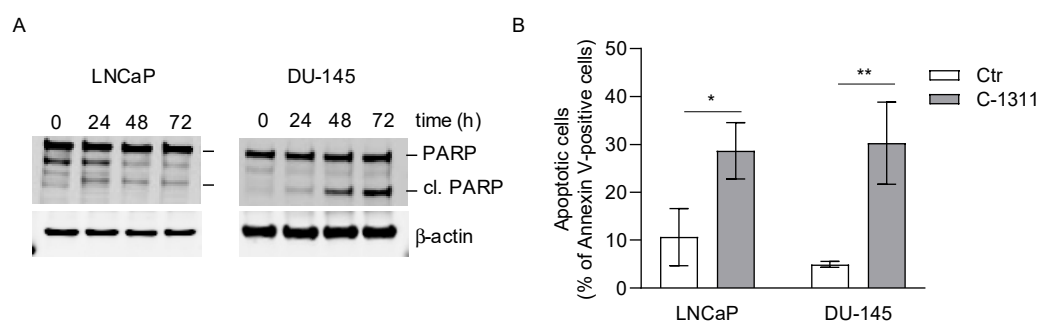 A
LNCaP
DU-145
0 24 48 72
0 24 48 72 time (h)
PARP
cl. PARP
β-actin
B
Apoptotic cells
(% of Annexin V-positive cells)
50
40
30
20
10
0
*
**
LNCaP
DU-145
Ctr
C-1311